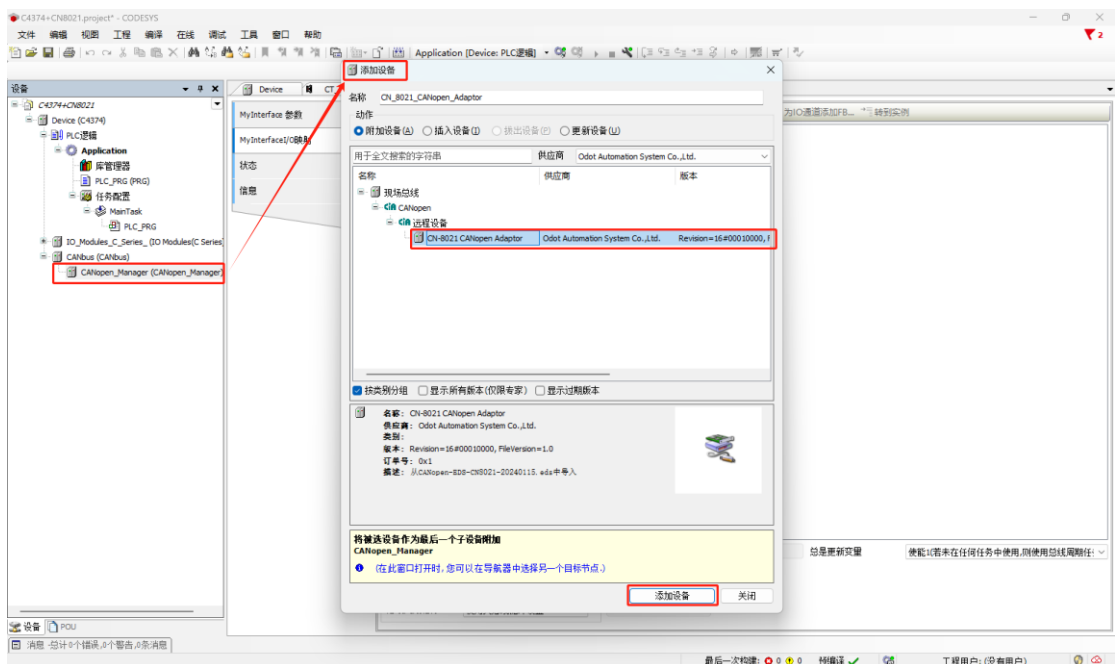 C4374+CN8021.project* - CODESYS
文件 编辑 视图 工程 编译 在线 调试 工具 窗口 帮助
2
Application [Device: PLC逻辑]
设备
C4374+CN8021
Device (C4374)
PLC逻辑
Application
库管理器
PLC_PRG (PRG)
任务配置
MainTask
PLC_PRG
IO_Modules_C_Series_ (IO Modules(C Series
CANbus (CANbus)
CANopen_Manager (CANopen_Manager)
设备 POU
Device
CT
MyInterface 参数
MyInterfaceI/O映射
状态
信息
添加设备
名称 CN_8021_CANopen_Adaptor
动作
附加设备(A) 插入设备(I) 拔出设备(P) 更新设备(U)
用于全文搜索的字符串 供应商 Odot Automation System Co.,Ltd.
名称 供应商 版本
现场总线
CiA CANopen
CiA 远程设备
CN-8021 CANopen Adaptor Odot Automation System Co.,Ltd. Revision=16#00010000, F
按类别分组 显示所有版本(仅限专家) 显示过期版本
名称: CN-8021 CANopen Adaptor
供应商: Odot Automation System Co.,Ltd.
类别:
版本: Revision=16#00010000, FileVersion=1.0
订单号: 0x1
描述: 从CANopen-EDS-CN8021-20240115.eds中导入
将被选设备作为最后一个子设备附加
CANopen_Manager
(在此窗口打开时,您可以在导航器中选择另一个目标节点.)
添加设备 关闭
为IO通道添加FB... 转到实例
总是更新变量 使能1(若未在任何任务中使用,则使用总线周期任
消息 -总计0个错误,0个警告,0条消息
最后一次构建: 0 0 预编译 工程用户: (没有用户)